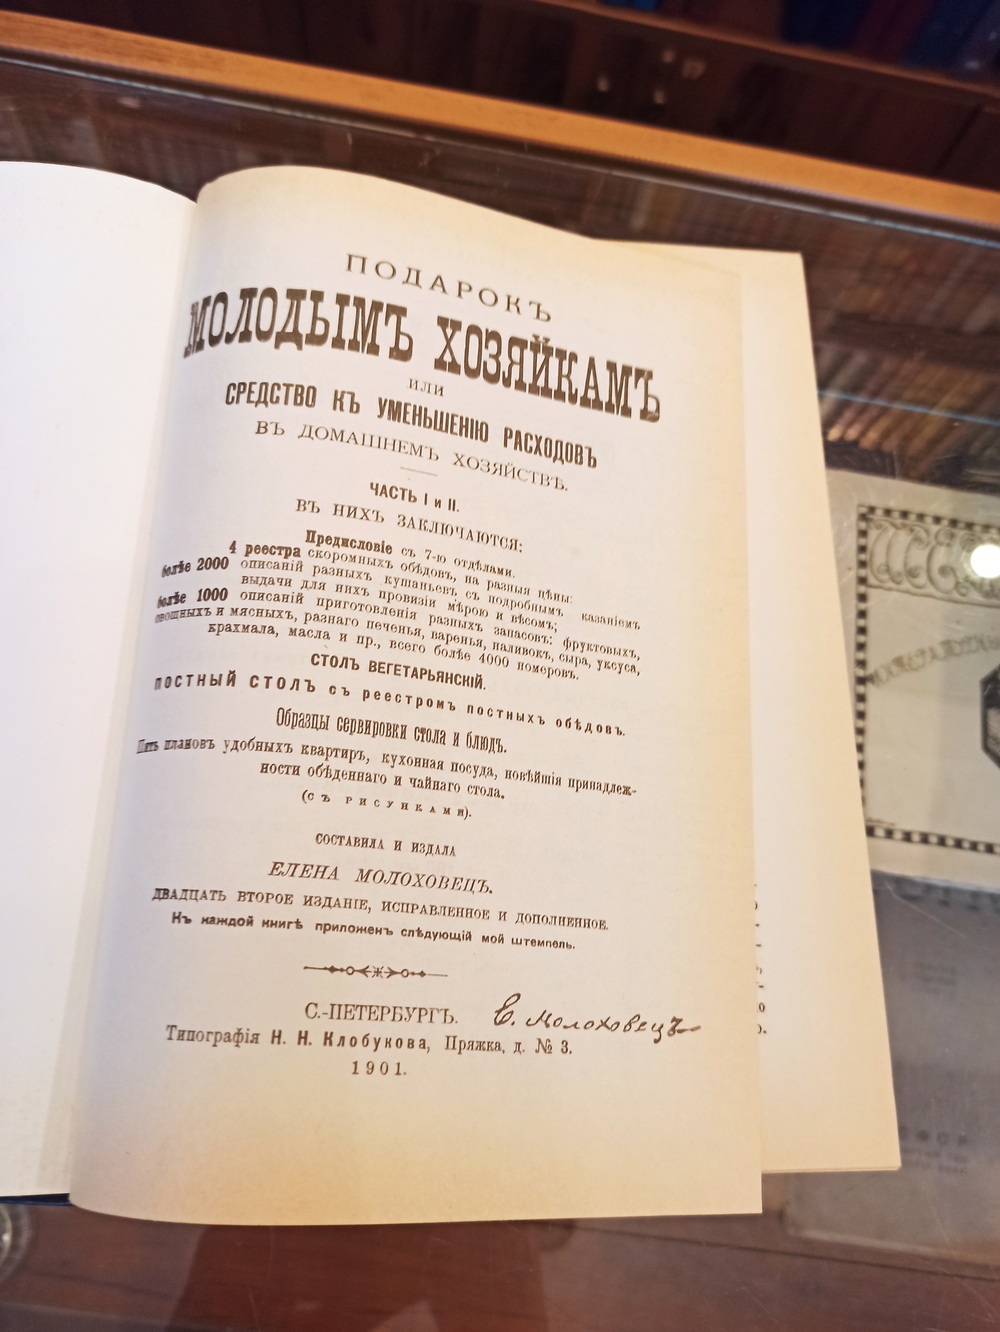 ПОДАРОКЪ
МОЛОДЫМЪ ХОЗЯЙКАМЪ
ИЛИ
СРЕДСТВО КЪ УМЕНЬШЕНІЮ РАСХОДОВЪ
ВЪ ДОМАШНЕМЪ ХОЗЯЙСТВѢ.
ЧАСТЬ I и II.
ВЪ НИХЪ ЗАКЛЮЧАЮТСЯ:
Предисловіе съ 7-ю отдѣлами.
4 реестра скоромныхъ обѣдовъ, на разныя цѣны:
болѣе 2000 описаній разныхъ кушаньевъ съ подробнымъ казаніемъ
выдачи для нихъ провизіи мѣрою и вѣсомъ;
болѣе 1000 описаній приготовленія разныхъ запасовъ: фруктовыхъ,
овощныхъ и мясныхъ, разнаго печенья, варенья, наливокъ, сыра, уксуса,
крахмала, масла и пр., всего болѣе 4000 номеровъ.
СТОЛЪ ВЕГЕТАРЬЯНСКІЙ.
ПОСТНЫЙ СТОЛЪ съ реестромъ постныхъ обѣдовъ.
Образцы сервировки стола и блюдъ.
Пять плановъ удобныхъ квартиръ, кухонная посуда, новѣйшія принадлеж-
ности обѣденнаго и чайнаго стола.
(съ рисунками).
СОСТАВИЛА И ИЗДАЛА
ЕЛЕНА МОЛОХОВЕЦЪ.
ДВАДЦАТЬ ВТОРОЕ ИЗДАНІЕ, ИСПРАВЛЕННОЕ И ДОПОЛНЕННОЕ.
Къ каждой книгѣ приложенъ слѣдующій мой штемпель.
С.-ПЕТЕРБУРГЪ. Е. Молоховецъ
Типографія Н. Н. Клобукова, Пряжка, д. № 3.
1901.